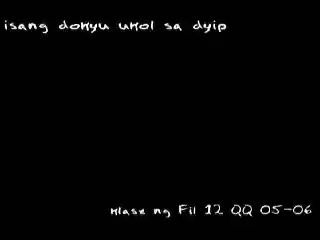 isang dokyu ukol sa dyip
klase ng Fil 12 QQ 05-06